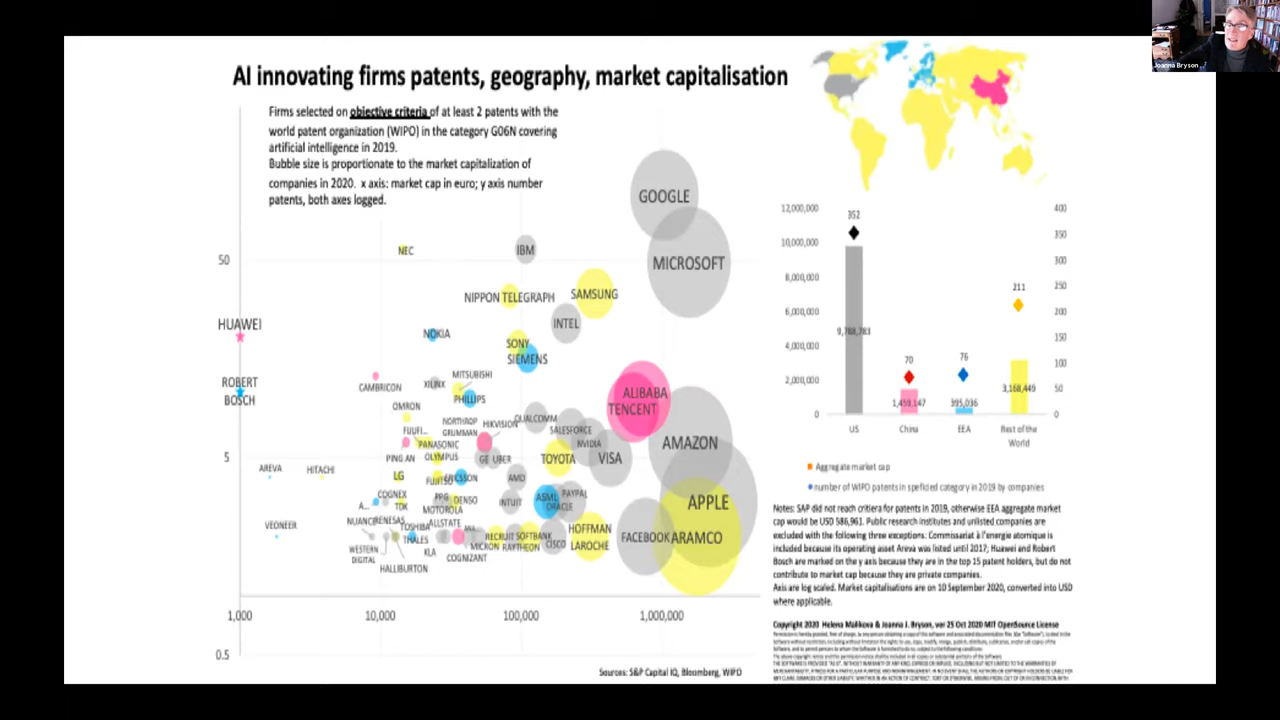 AI innovating firms patents, geography, market capitalisation
Firms selected on objective criteria of at least 2 patents with the
world patent organization (WIPO) in the category G06N covering
artificial intelligence in 2019.
Bubble size is proportionate to the market capitalization of
companies in 2020. x axis: market cap in euro; y axis number
patents, both axes logged.
Joanna Bryson
GOOGLE
NEC
IBM
MICROSOFT
50
NIPPON TELEGRAPH
SAMSUNG
HUAWEI
INTEL
NOKIA
SONY
SIEMENS
MITSUBISHI
CAMBRICON
XILINX
ROBERT
BOSCH
PHILLIPS
ALIBABA
TENCENT
OMRON
NORTHROP
GRUMMAN
HIKVISION
QUALCOMM
SALESFORCE
FUJIFI...
PANASONIC
NVIDIA
AMAZON
PING AN
OLYMPUS
GE
UBER
TOYOTA
VISA
5
AREVA
HITACHI
LG
FUJITSU
ERICSSON
AMD
COGNEX
PPG
DENSO
INTUIT
ASML
PAYPAL
ORACLE
APPLE
A...
TDK
MOTOROLA
NUANCE
RENESAS
TOSHIBA
ALLSTATE
VEONEER
THALES
RECRUIT
SOFTBANK
HOFFMAN
LAROCHE
FACEBOOK
ARAMCO
WESTERN
DIGITAL
KLA
MICRON
RAYTHEON
CISCO
COGNIZANT
HALLIBURTON
1,000
10,000
100,000
1,000,000
0.5
Sources: S&P Capital IQ, Bloomberg, WIPO
12,000,000
10,000,000
8,000,000
6,000,000
4,000,000
2,000,000
0
352
70
76
211
9,788,783
1,459,147
395,036
3,168,449
400
350
300
250
200
150
100
50
0
US
China
EEA
Rest of the
World
Aggregate market cap
number of WIPO patents in speficied category in 2019 by companies
Notes: SAP did not reach critiera for patents in 2019, otherwise EEA aggregate market
cap would be USD 586,961. Public research institutes and unlisted companies are
excluded with the following three exceptions: Commissariat à l'energie atomique is
included because its operating asset Areva was listed until 2017; Huawei and Robert
Bosch are marked on the y axis because they are in the top 15 patent holders, but do not
contribute to market cap because they are private companies.
Axis are log scaled. Market capitalisations are on 10 September 2020, converted into USD
where applicable.
Copyright 2020 Helena Malikova & Joanna J. Bryson, ver 25 Oct 2020 MIT OpenSource License